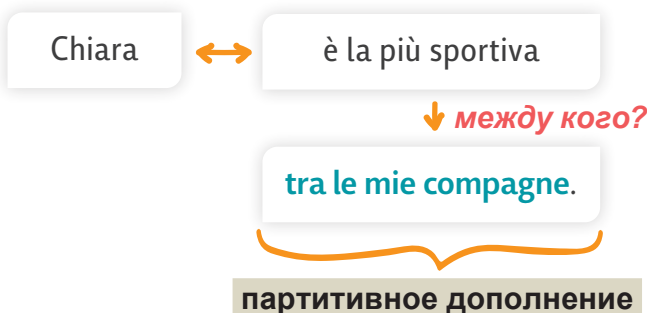 Chiara è la più sportiva
между кого?
tra le mie compagne.
партитивное дополнение